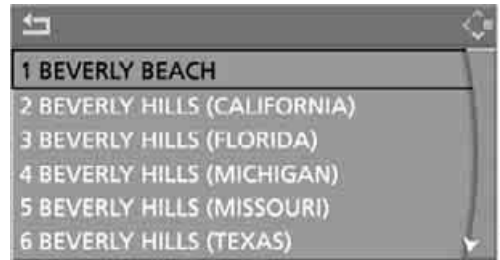 1 BEVERLY BEACH
2 BEVERLY HILLS (CALIFORNIA)
3 BEVERLY HILLS (FLORIDA)
4 BEVERLY HILLS (MICHIGAN)
5 BEVERLY HILLS (MISSOURI)
6 BEVERLY HILLS (TEXAS)